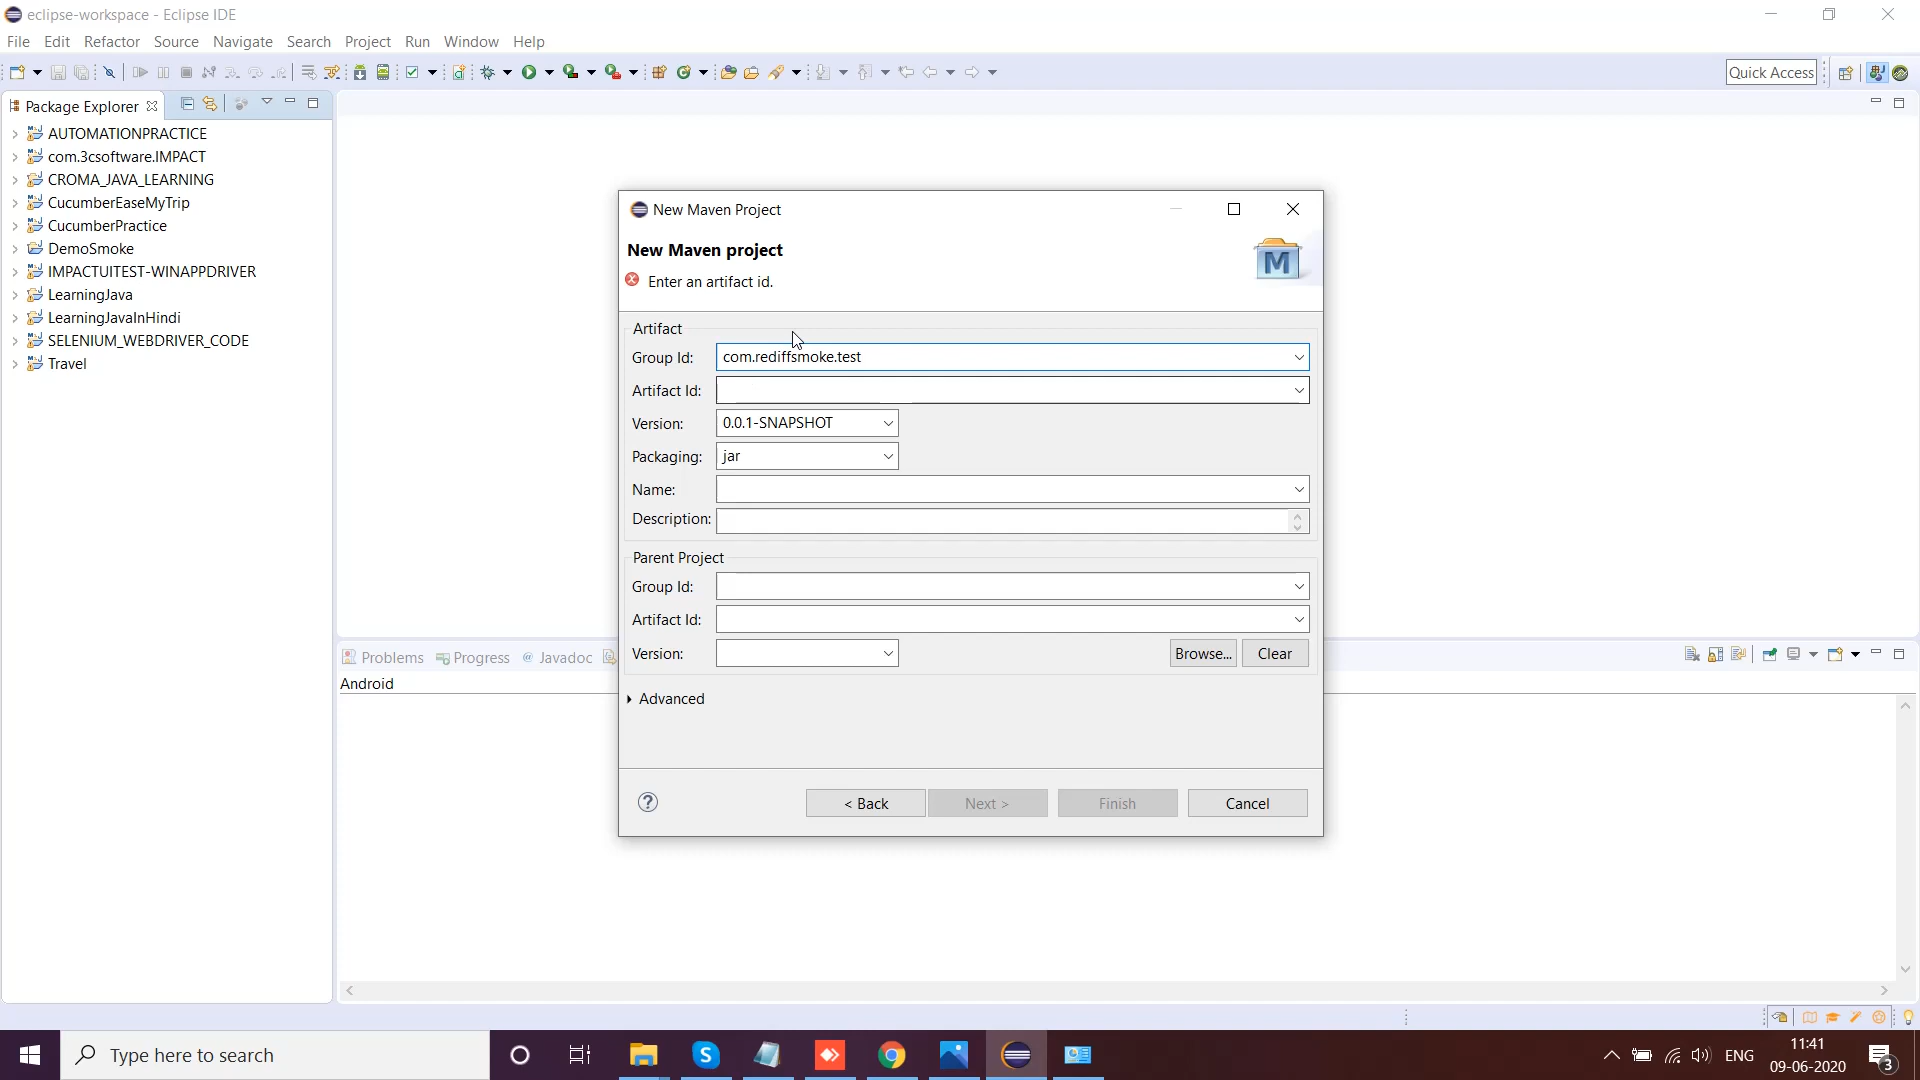 eclipse-workspace - Eclipse IDE
File Edit Refactor Source Navigate Search Project Run Window Help
Quick Access
Package Explorer
AUTOMATIONPRACTICE
com.3csoftware.IMPACT
CROMA_JAVA_LEARNING
CucumberEaseMyTrip
CucumberPractice
DemoSmoke
IMPACTUITEST-WINAPPDRIVER
LearningJava
LearningJavaInHindi
SELENIUM_WEBDRIVER_CODE
Travel
New Maven Project
New Maven project
Enter an artifact id.
Artifact
Group Id: com.rediffsmoke.test
Artifact Id:
Version: 0.0.1-SNAPSHOT
Packaging: jar
Name:
Description:
Parent Project
Group Id:
Artifact Id:
Version: Browse... Clear
Advanced
< Back Next > Finish Cancel
Problems Progress @ Javadoc
Android
Type here to search
ENG
11:41
09-06-2020
3